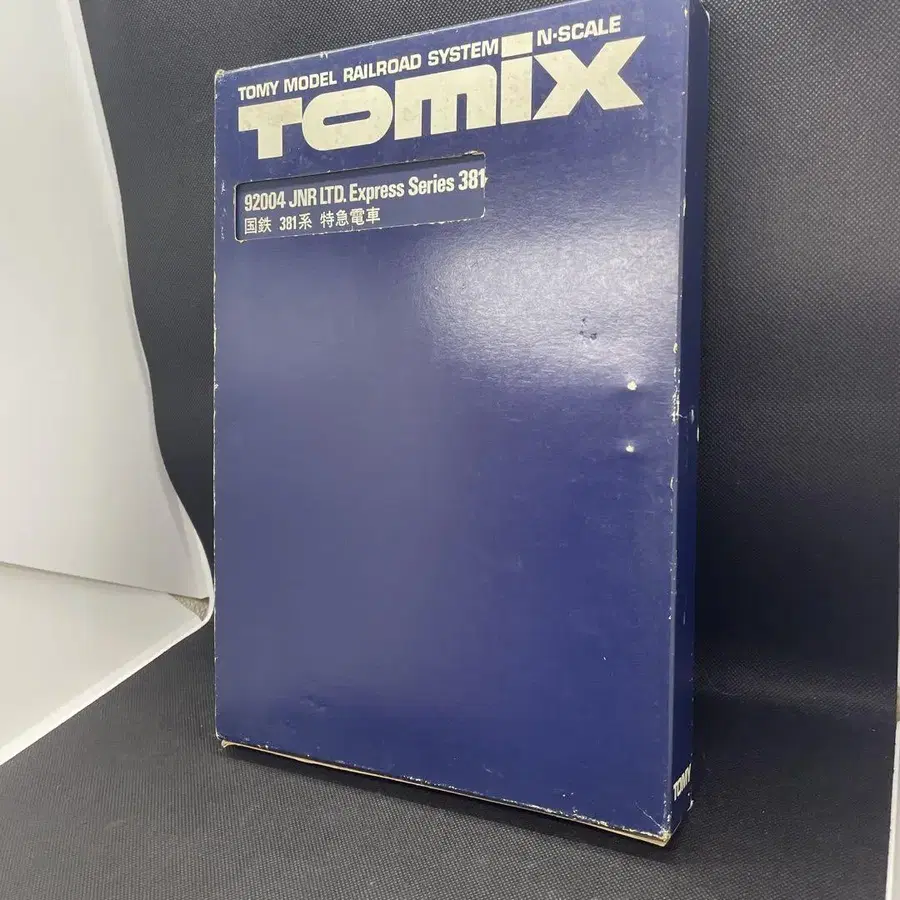 TOMY MODEL RAILROAD SYSTEM N·SCALE
TOMIX
92004 JNR LTD. Express Series 381
国鉄 381系 特急電車
TOMY